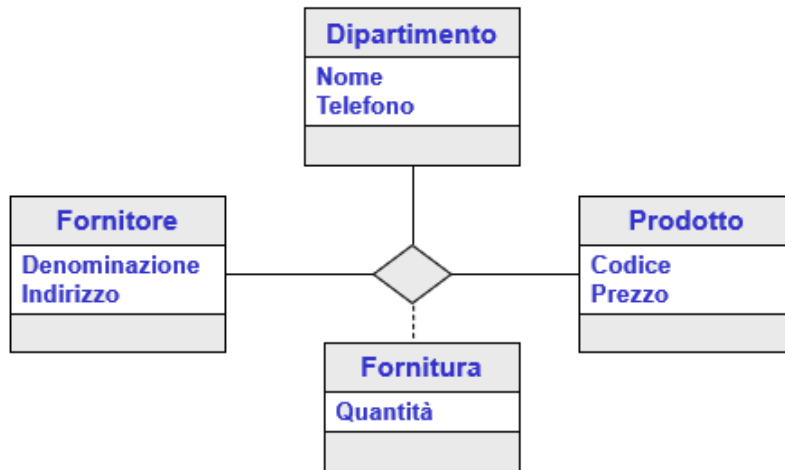 Dipartimento
Nome
Telefono
Fornitore
Denominazione
Indirizzo
Prodotto
Codice
Prezzo
Fornitura
Quantità